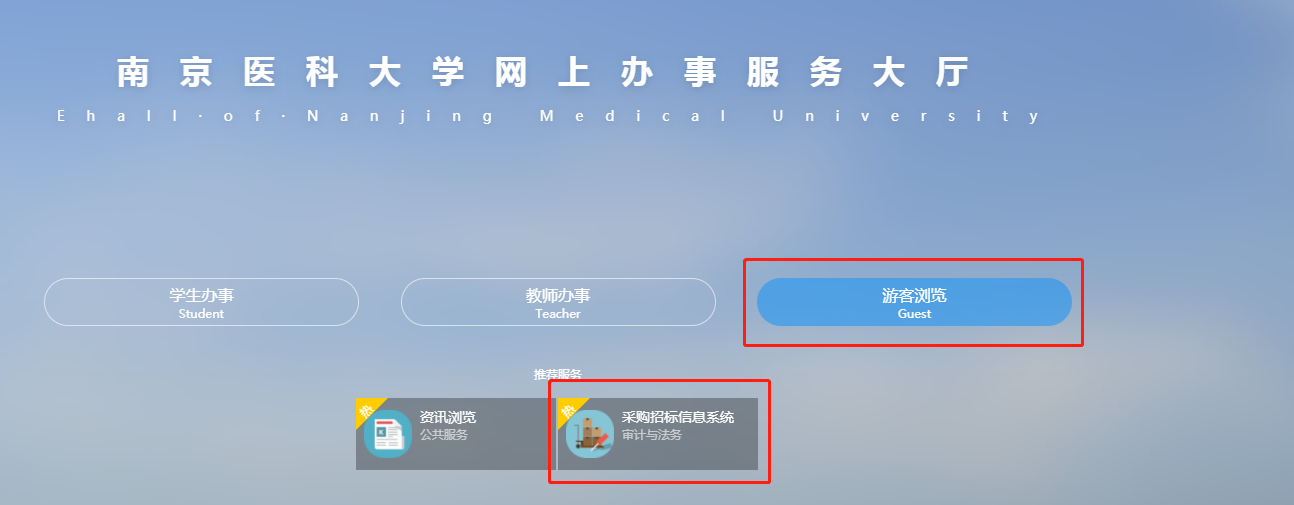 南京医科大学网上办事服务大厅
Ehall·of·Nanjing Medical University
学生办事
Student
教师办事
Teacher
游客浏览
Guest
推荐服务
热
资讯浏览
公共服务
热
采购招标信息系统
审计与法务